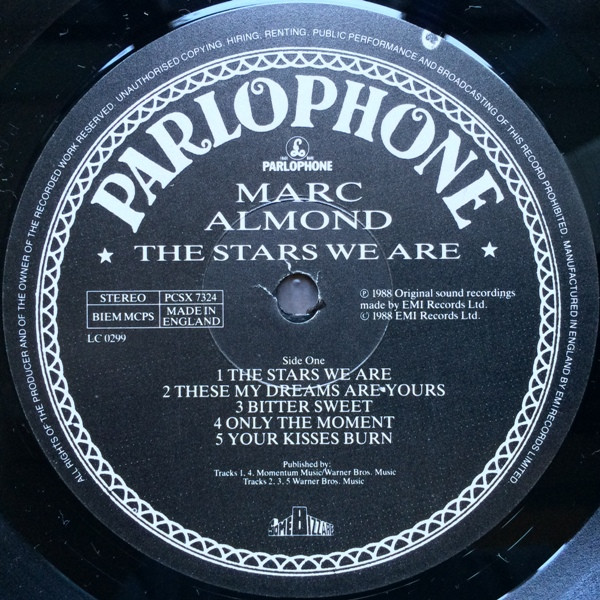 ALL RIGHTS OF THE PRODUCER AND OF THE OWNER OF THE RECORDED WORK RESERVED. UNAUTHORISED COPYING, HIRING, RENTING, PUBLIC PERFORMANCE AND BROADCASTING OF THIS RECORD PROHIBITED. MANUFACTURED IN ENGLAND BY EMI RECORDS LIMITED
PARLOPHONE
£
PARLOPHONE
MARC
ALMOND
★ THE STARS WE ARE ★
STEREO PCSX 7324
BIEM MCPS MADE IN ENGLAND
LC 0299
℗ 1988 Original sound recordings
made by EMI Records Ltd.
© 1988 EMI Records Ltd.
Side One
1 THE STARS WE ARE
2 THESE MY DREAMS ARE YOURS
3 BITTER SWEET
4 ONLY THE MOMENT
5 YOUR KISSES BURN
Published by:
Tracks 1, 4, Momentum Music/Warner Bros. Music
Tracks 2, 3, 5 Warner Bros. Music
SOME BIZZARE